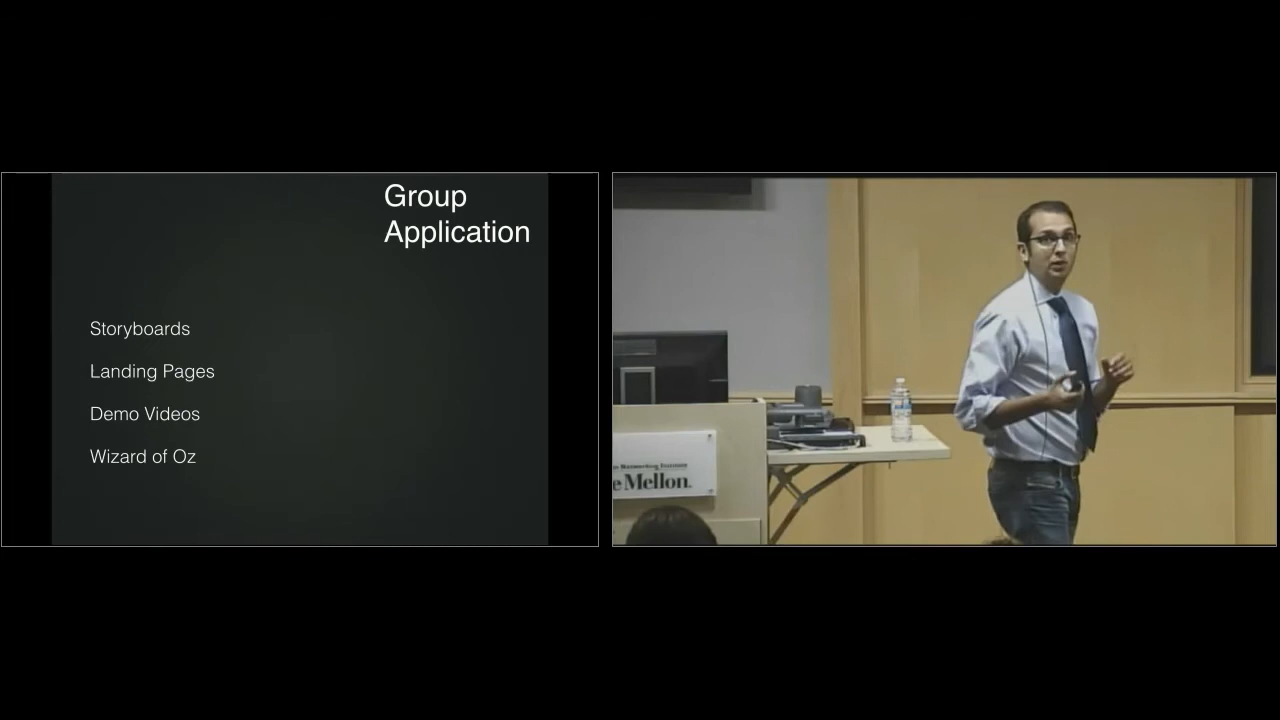 Group
Application
Storyboards
Landing Pages
Demo Videos
Wizard of Oz
e Mellon.